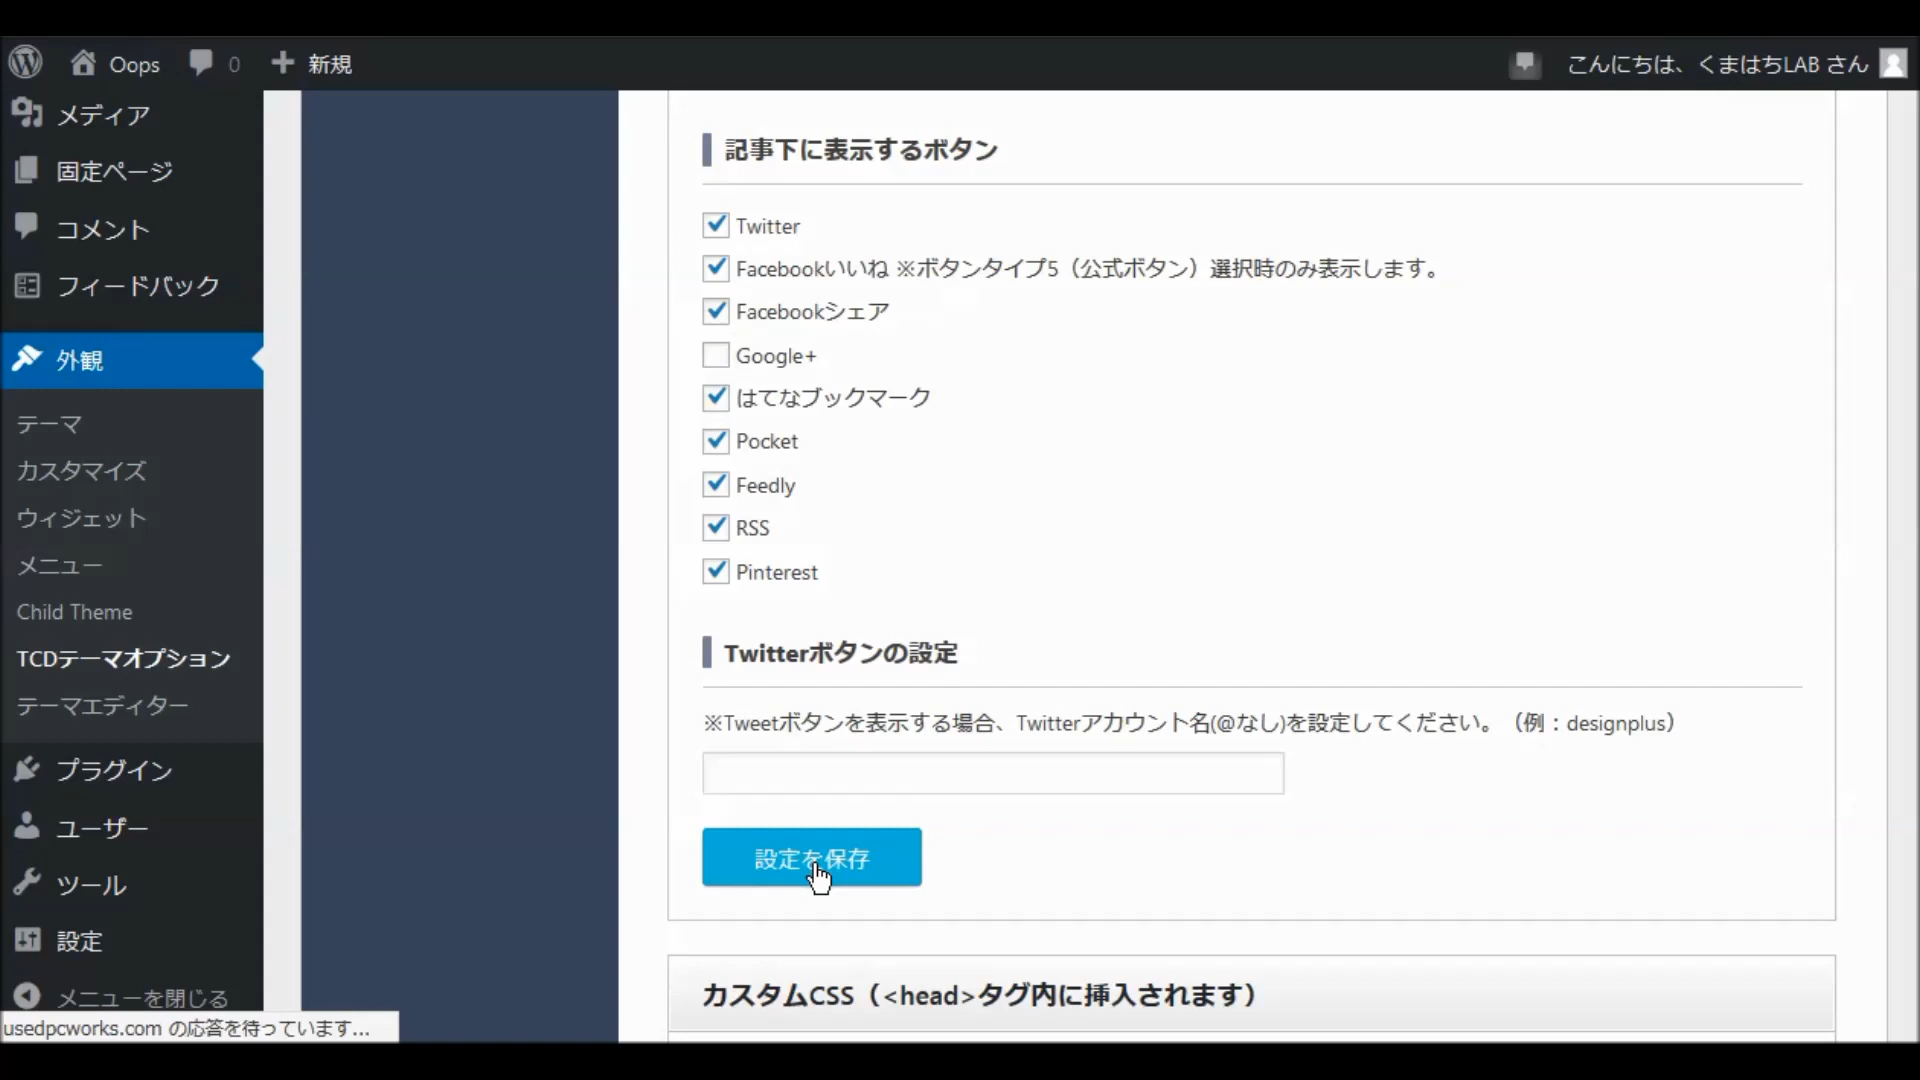 Oops
0
新規
こんにちは、くまはちLAB さん
メディア
固定ページ
コメント
フィードバック
外観
テーマ
カスタマイズ
ウィジェット
メニュー
Child Theme
TCDテーマオプション
テーマエディター
プラグイン
ユーザー
ツール
設定
メニューを閉じる
usedpcworks.com の応答を待っています...
記事下に表示するボタン
Twitter
Facebookいいね ※ボタンタイプ5（公式ボタン）選択時のみ表示します。
Facebookシェア
Google+
はてなブックマーク
Pocket
Feedly
RSS
Pinterest
Twitterボタンの設定
※Tweetボタンを表示する場合、Twitterアカウント名(@なし)を設定してください。（例：designplus）
設定を保存
カスタムCSS（<head>タグ内に挿入されます）